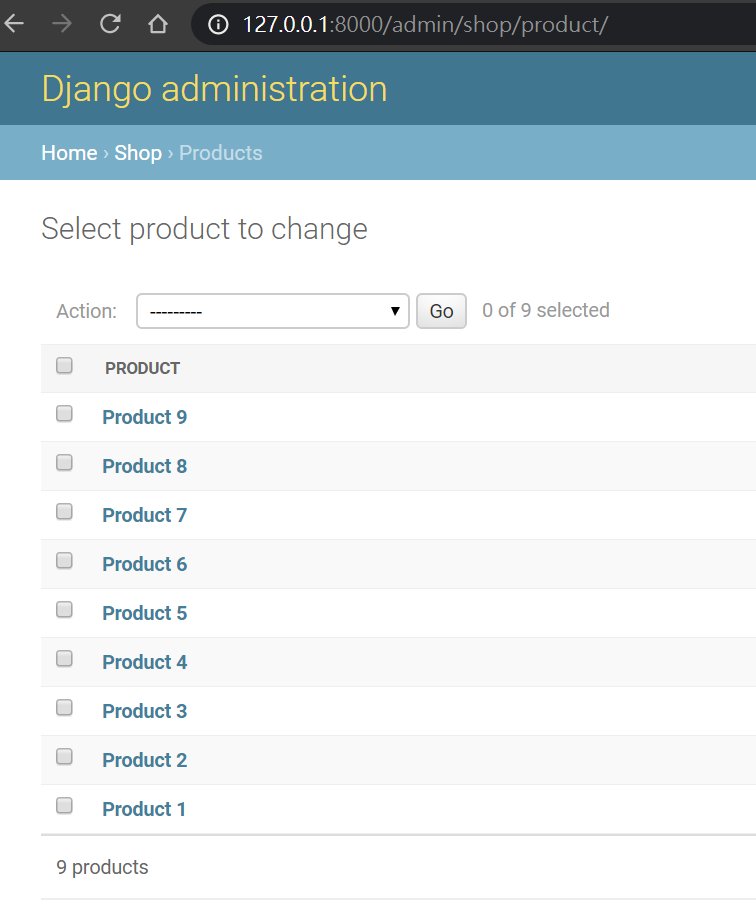 127.0.0.1:8000/admin/shop/product/
Django administration
Home › Shop › Products
Select product to change
Action: --------- Go 0 of 9 selected
PRODUCT
Product 9
Product 8
Product 7
Product 6
Product 5
Product 4
Product 3
Product 2
Product 1
9 products